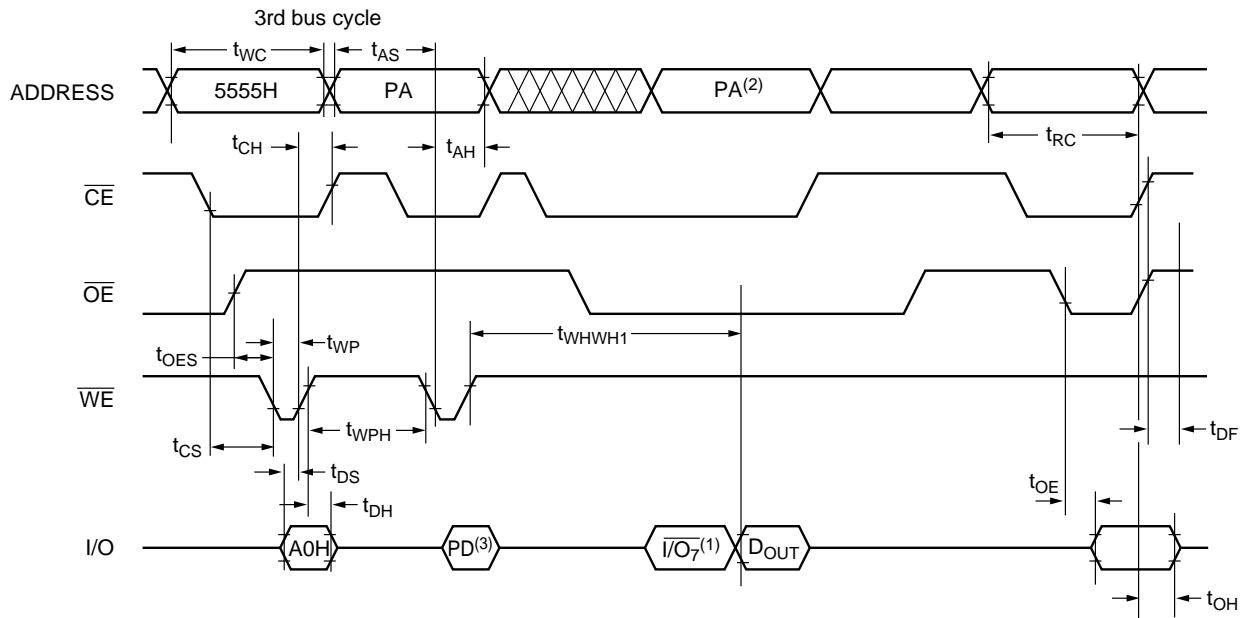 3rd bus cycle
tWC
tAS
ADDRESS
5555H
PA
PA(2)
tCH
tAH
tRC
CE
OE
tOES
tWP
tWHWH1
WE
tCS
tWPH
tDF
tDS
tDH
tOE
I/O
A0H
PD(3)
I/O7(1)
DOUT
tOH